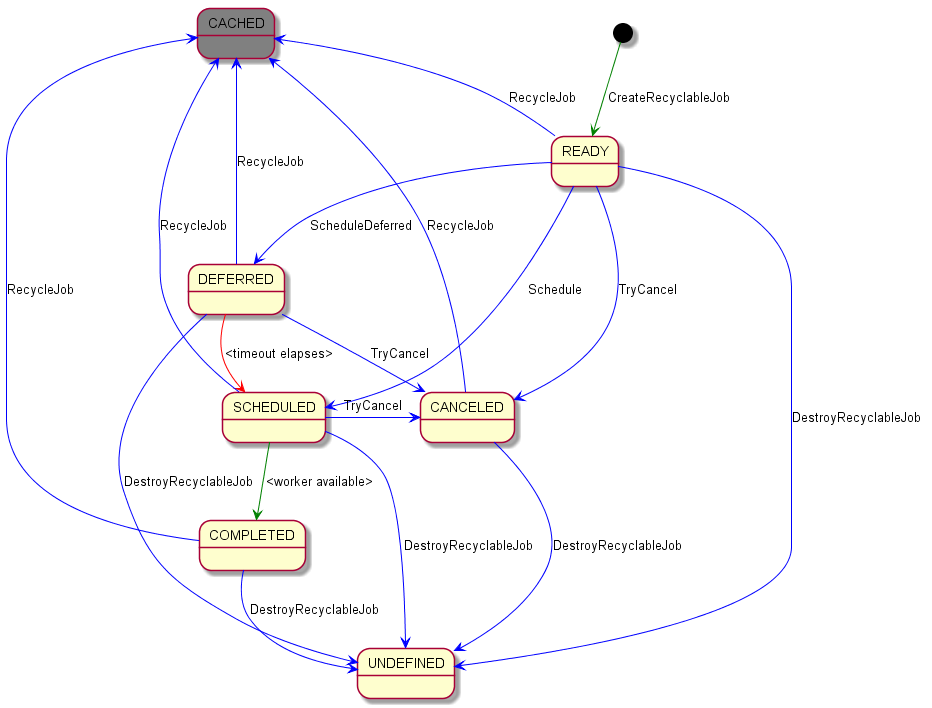 CACHED
RecycleJob
CreateRecyclableJob
READY
RecycleJob
RecycleJob
ScheduleDeferred
RecycleJob
DEFERRED
RecycleJob
Schedule
TryCancel
<timeout elapses>
TryCancel
SCHEDULED
TryCancel
CANCELED
DestroyRecyclableJob
DestroyRecyclableJob
<worker available>
COMPLETED
DestroyRecyclableJob
DestroyRecyclableJob
DestroyRecyclableJob
UNDEFINED